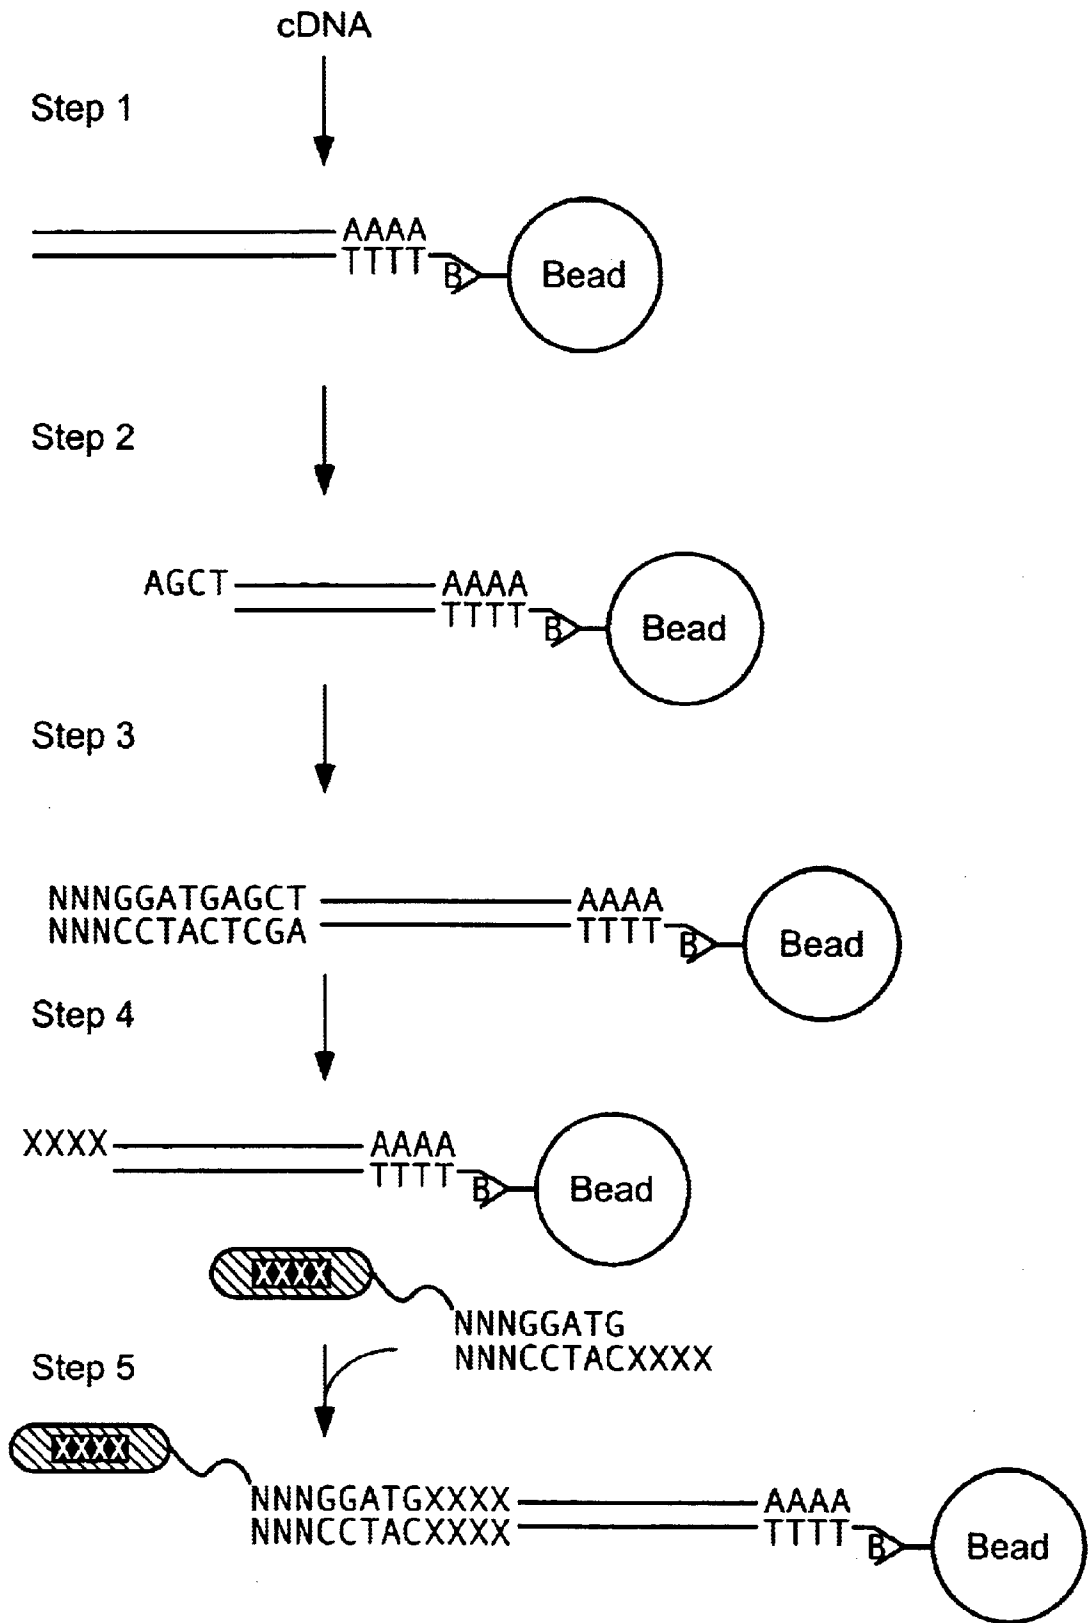 cDNA
Step 1
AAAA
TTTT
B
Bead
Step 2
AGCT
AAAA
TTTT
B
Bead
Step 3
NNNGGATGAGCT
AAAA
NNNCCTACTCGA
TTTT
B
Bead
Step 4
XXXX
AAAA
TTTT
B
Bead
XXXX
NNNGGATG
NNNCCTACXXXX
Step 5
XXXX
NNNGGATGXXXX
AAAA
NNNCCTACXXXX
TTTT
B
Bead